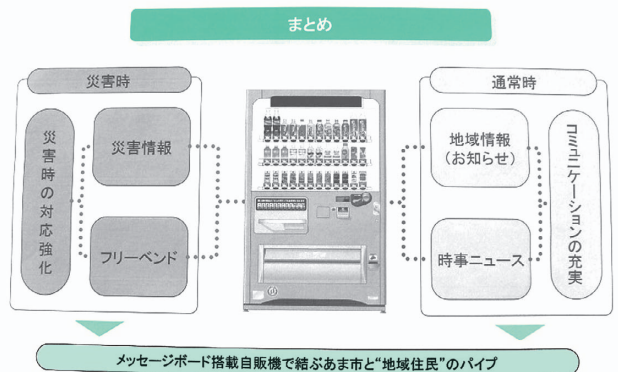 まとめ
災害時
災害時の対応強化
災害情報
フリーベンド
通常時
地域情報
(お知らせ)
時事ニュース
コミュニケーションの充実
メッセージボード搭載自販機で結ぶあま市と“地域住民”のパイプ